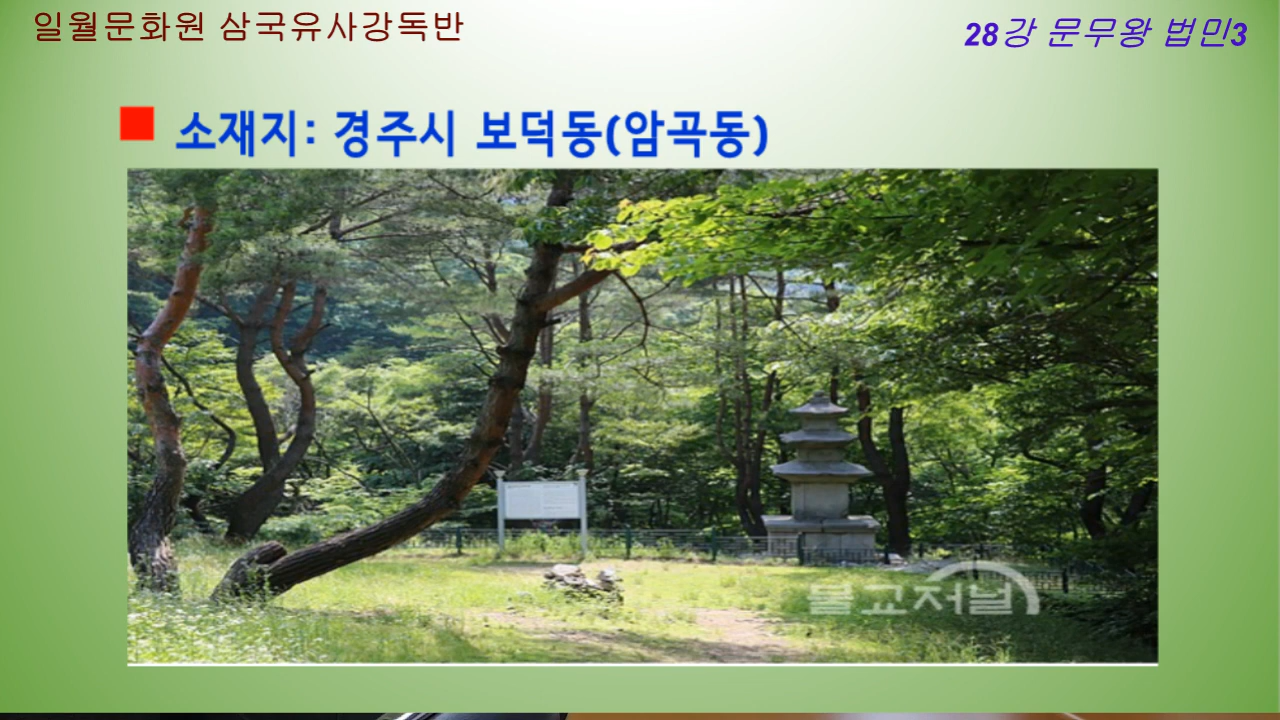 일월문화원 삼국유사강독반
28강 문무왕 법민3
소재지: 경주시 보덕동(암곡동)
불교저널